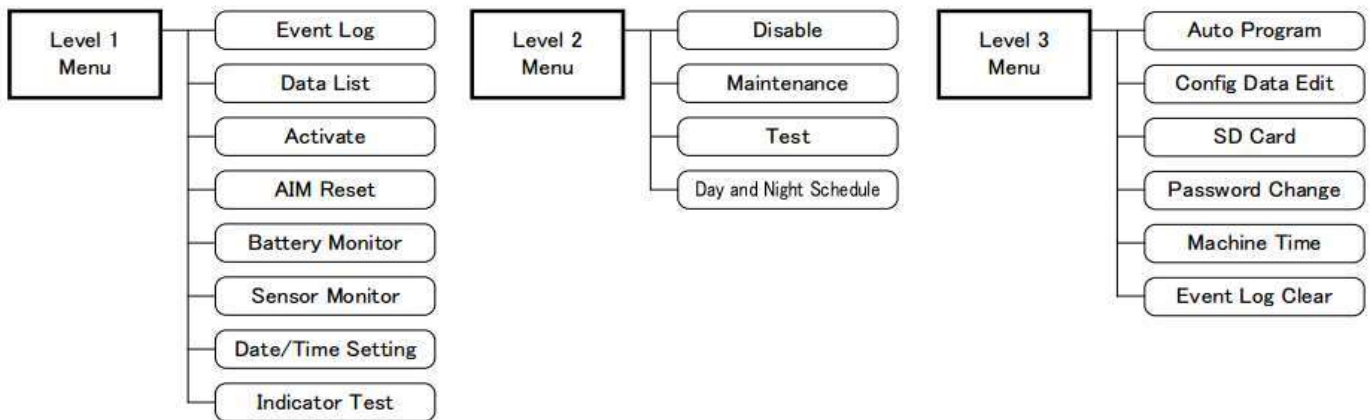 Level 1
Menu
Event Log
Data List
Activate
AIM Reset
Battery Monitor
Sensor Monitor
Date/Time Setting
Indicator Test
Level 2
Menu
Disable
Maintenance
Test
Day and Night Schedule
Level 3
Menu
Auto Program
Config Data Edit
SD Card
Password Change
Machine Time
Event Log Clear